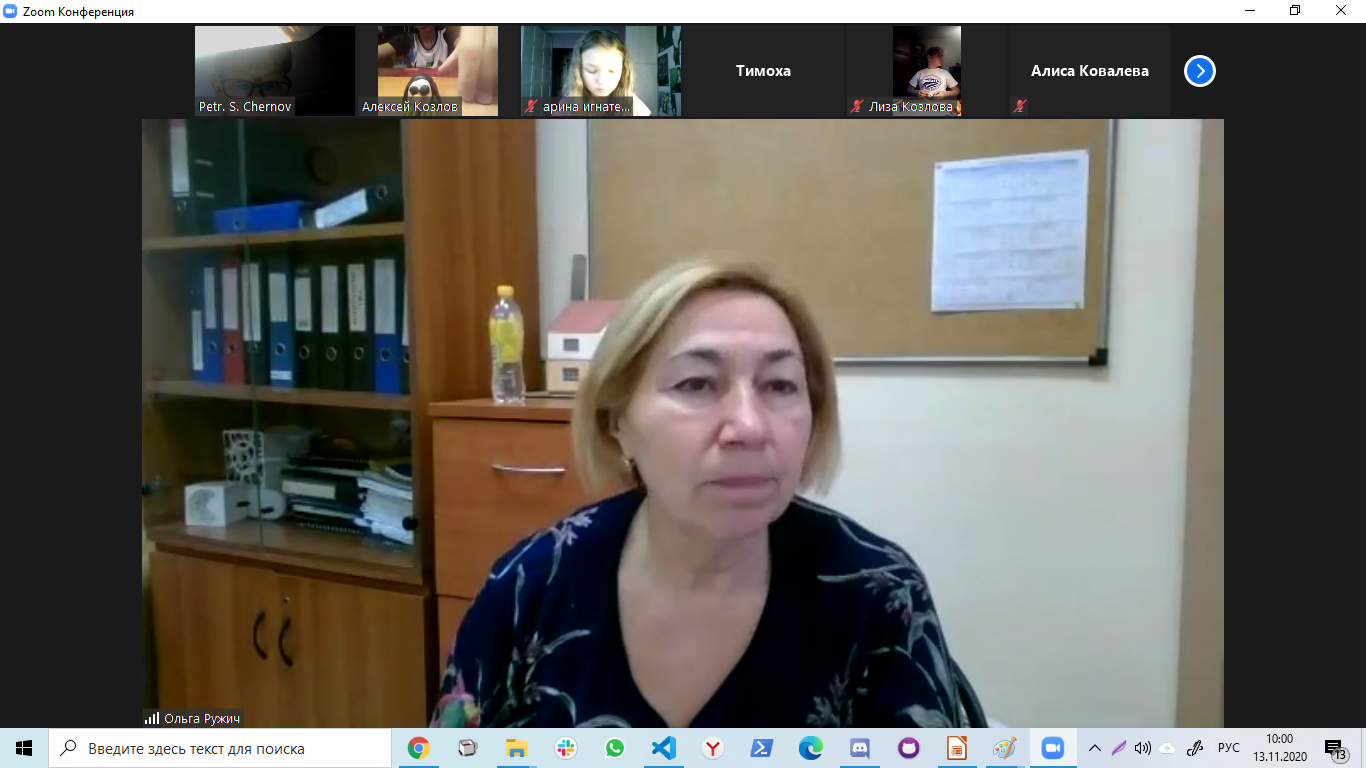 Zoom Конференция
Petr. S. Chernov
Алексей Козлов
арина игнате...
Тимоха
Лиза Козлова
Алиса Ковалева
Ольга Ружич
Введите здесь текст для поиска
РУС
10:00
13.11.2020
13